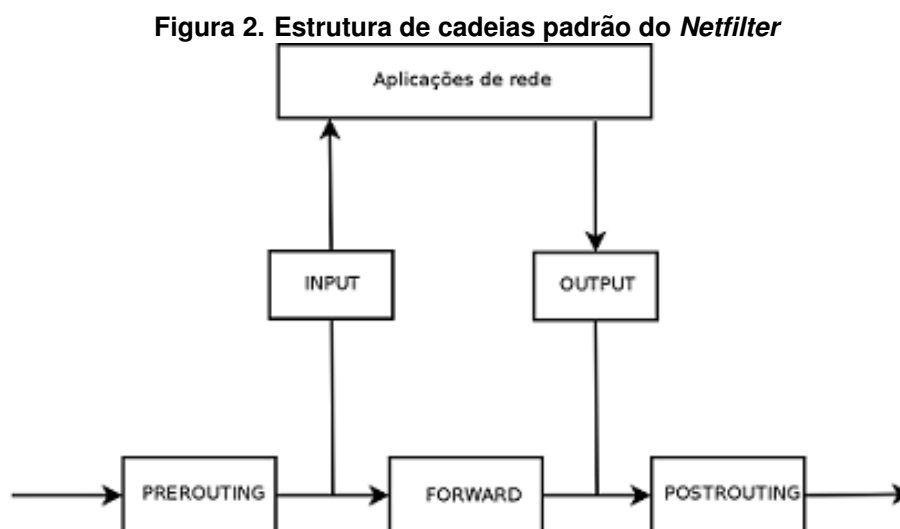 Figura 2. Estrutura de cadeias padrão do Netfilter
Aplicações de rede
INPUT
OUTPUT
PREROUTING
FORWARD
POSTROUTING